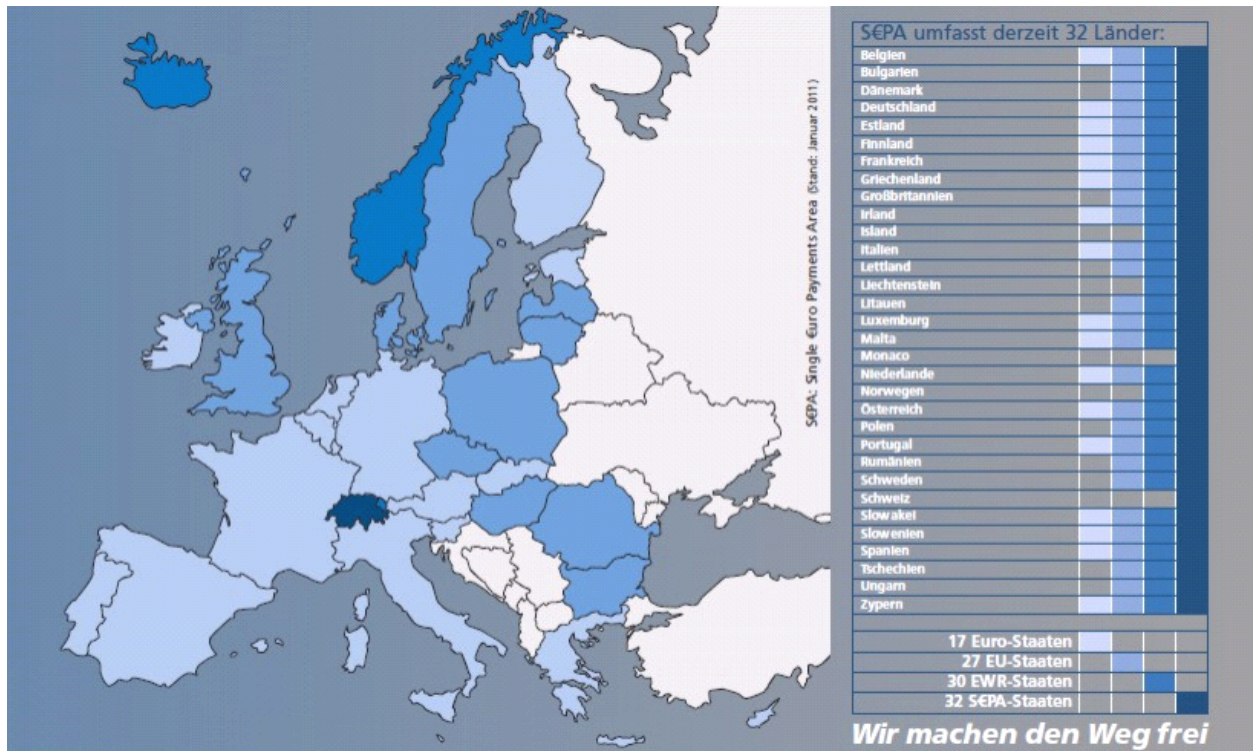 S€PA: Single €uro Payments Area (Stand: Januar 2011)
S€PA umfasst derzeit 32 Länder:
Belgien
Bulgarien
Dänemark
Deutschland
Estland
Finnland
Frankreich
Griechenland
Großbritannien
Irland
Island
Italien
Lettland
Liechtenstein
Litauen
Luxemburg
Malta
Monaco
Niederlande
Norwegen
Österreich
Polen
Portugal
Rumänien
Schweden
Schweiz
Slowakei
Slowenien
Spanien
Tschechien
Ungarn
Zypern
17 Euro-Staaten
27 EU-Staaten
30 EWR-Staaten
32 S€PA-Staaten
Wir machen den Weg frei